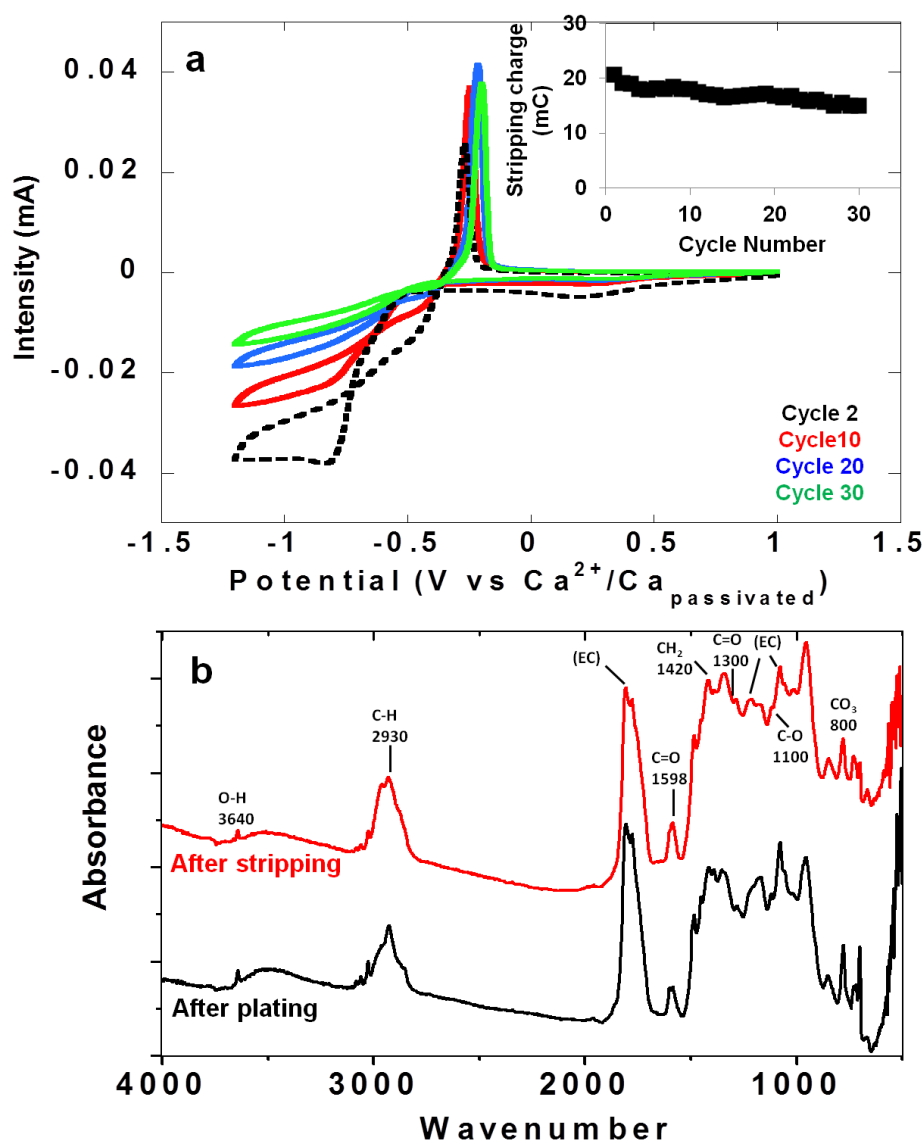 a
0.04
0.02
0
-0.02
-0.04
Intensity (mA)
Stripping charge
(mC)
30
20
10
0
0 10 20 30
Cycle Number
Cycle 2
Cycle10
Cycle 20
Cycle 30
-1.5 -1 -0.5 0 0.5 1 1.5
Potential (V vs Ca²⁺/Ca passivated)
b
(EC)
CH₂
1420
C=O
1300
(EC)
C-H
2930
C=O
1598
C-O
1100
CO₃
800
O-H
3640
After stripping
After plating
Absorbance
4000 3000 2000 1000
Wavenumber